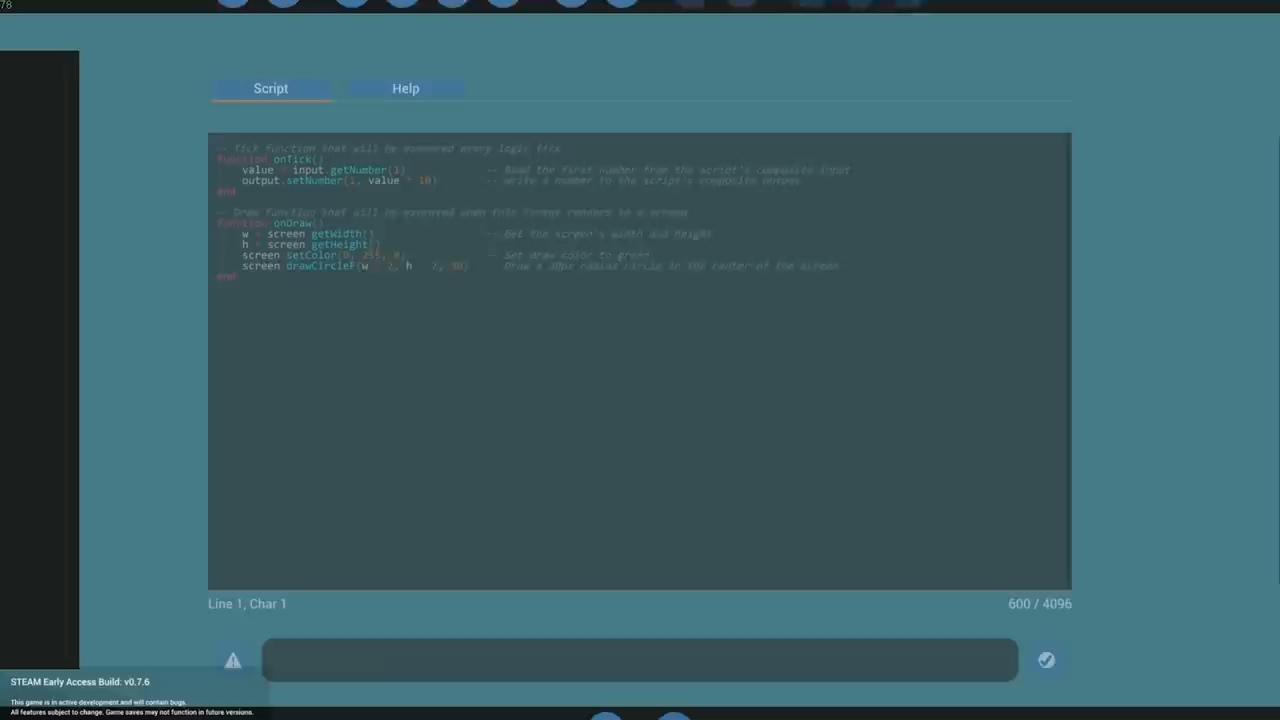 78
Script Help
-- Tick function that will be executed every logic tick
function onTick()
value = input.getNumber(1) -- Read the first number from the script's composite input
output.setNumber(1, value * 10) -- Write a number to the script's composite output
end
-- Draw function that will be executed when this script renders to a screen
function onDraw()
w = screen.getWidth() -- Get the screen's width and height
h = screen.getHeight()
screen.setColor(0, 255, 0) -- Set draw color to green
screen.drawCircleF(w / 2, h / 2, 30) -- Draw a 30px radius circle in the center of the screen
end
Line 1, Char 1 600 / 4096
STEAM Early Access Build: v0.7.6
This game is in active development and will contain bugs.
All features subject to change. Game saves may not function in future versions.